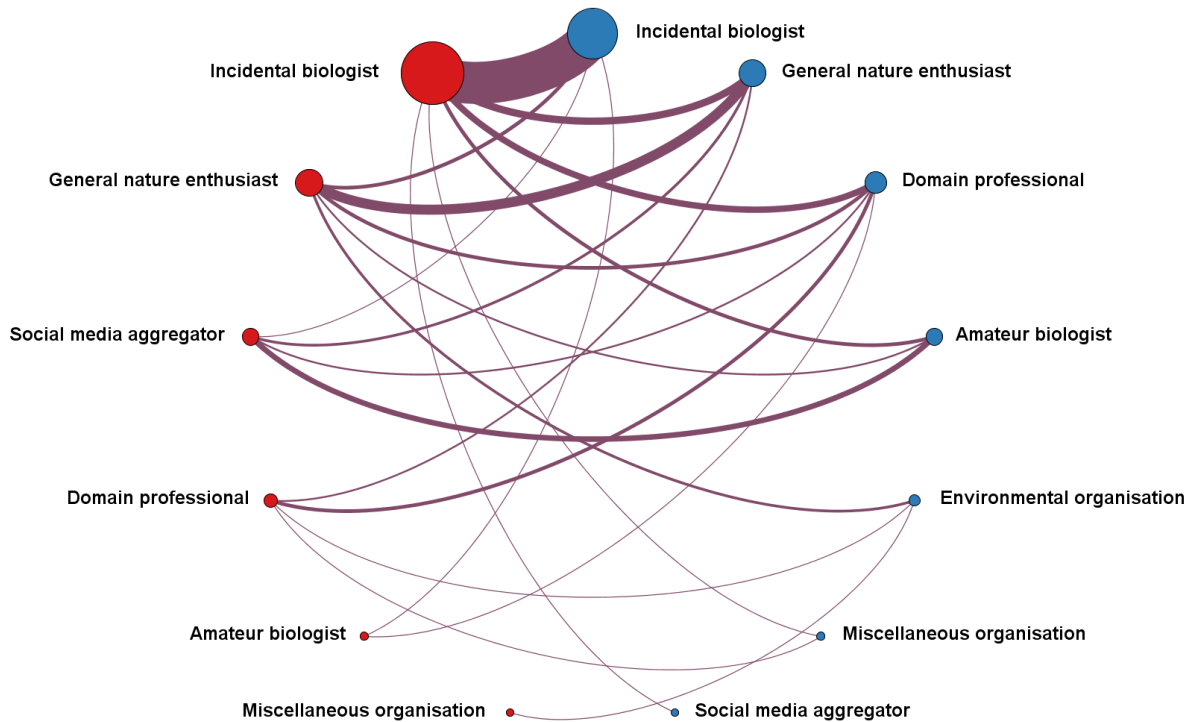 Incidental biologist
Incidental biologist
General nature enthusiast
General nature enthusiast
Domain professional
Social media aggregator
Amateur biologist
Domain professional
Environmental organisation
Amateur biologist
Miscellaneous organisation
Miscellaneous organisation
Social media aggregator